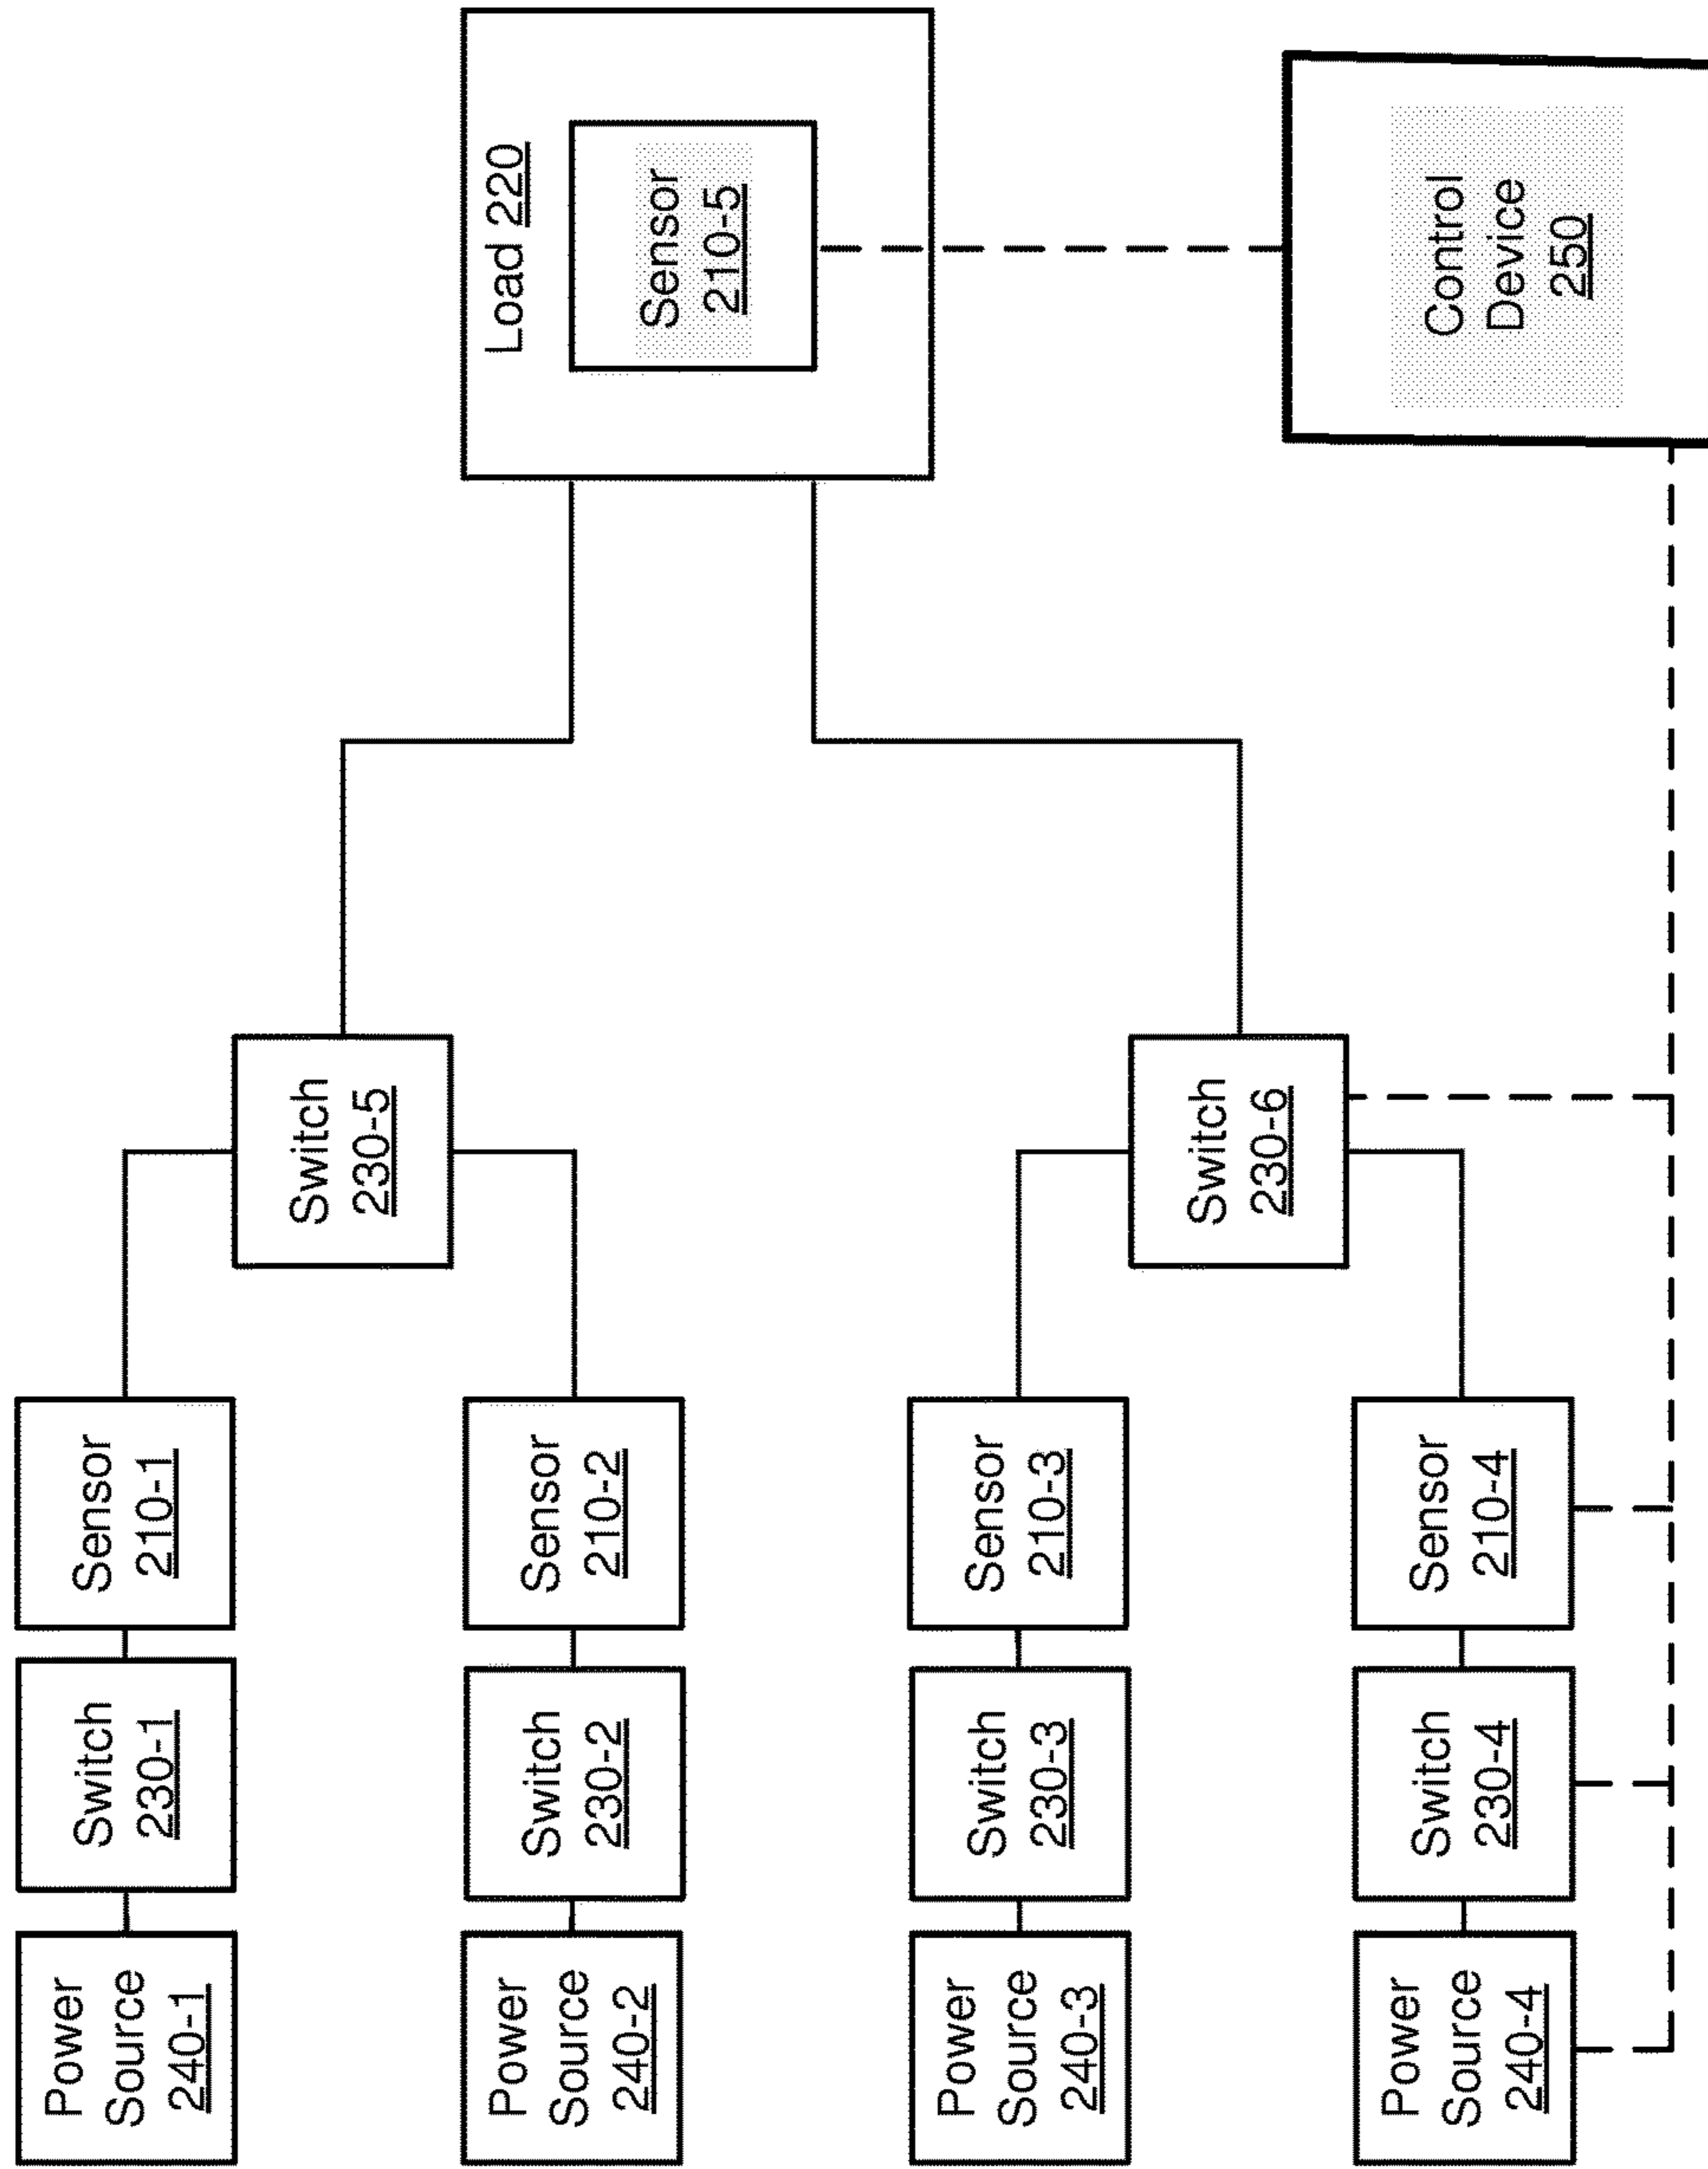 Power
Source
240-1
Switch
230-1
Sensor
210-1
Power
Source
240-2
Switch
230-2
Sensor
210-2
Switch
230-5
Load 220
Sensor
210-5
Power
Source
240-3
Switch
230-3
Sensor
210-3
Power
Source
240-4
Switch
230-4
Sensor
210-4
Switch
230-6
Control
Device
250